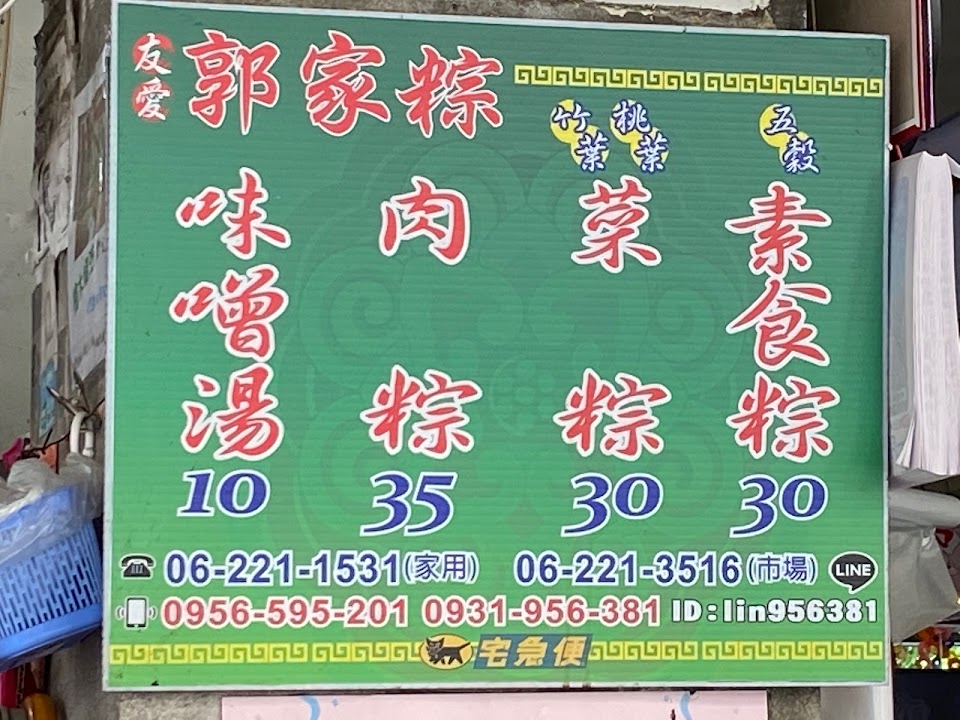 友愛 郭家粽
竹葉 桃葉 五穀
素食粽 30
菜粽 30
肉粽 35
味噌湯 10
06-221-1531(家用) 06-221-3516(市場) LINE
0956-595-201 0931-956-381 ID:lin956381
宅急便